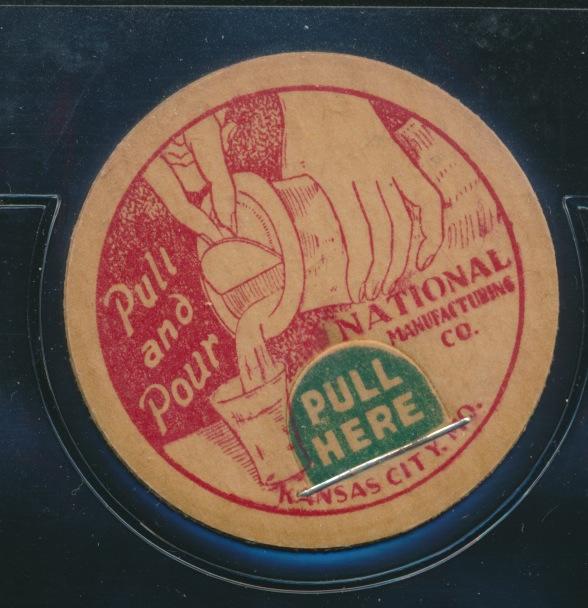 Pull
and
Pour
NATIONAL
MANUFACTURING
CO.
PULL
HERE
KANSAS CITY, MO.